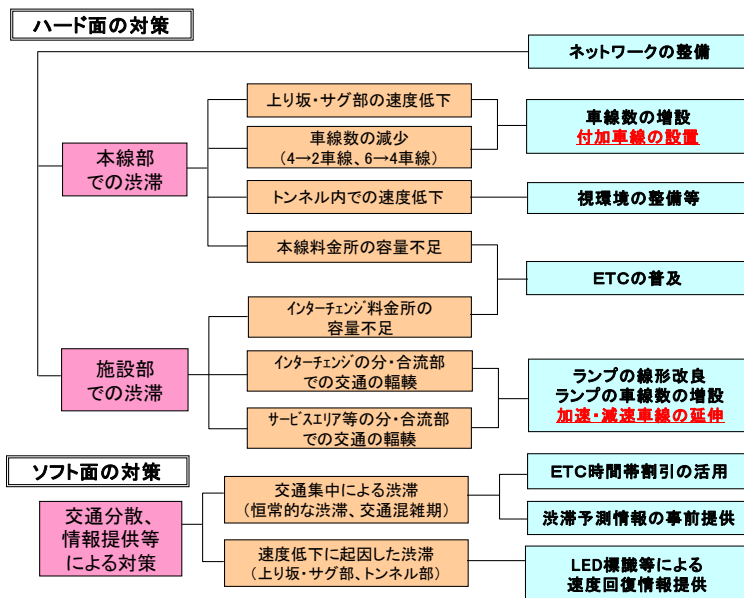 ハード面の対策
ネットワークの整備
上り坂・サグ部の速度低下
車線数の減少
(4→2車線、6→4車線)
車線数の増設
付加車線の設置
本線部
での渋滞
トンネル内での速度低下
視環境の整備等
本線料金所の容量不足
ETCの普及
インターチェンジ料金所の
容量不足
施設部
での渋滞
インターチェンジの分・合流部
での交通の輻輳
ランプの線形改良
ランプの車線数の増設
加速・減速車線の延伸
サービスエリア等の分・合流部
での交通の輻輳
ソフト面の対策
ETC時間帯割引の活用
交通集中による渋滞
(恒常的な渋滞、交通混雑期)
渋滞予測情報の事前提供
交通分散、
情報提供等
による対策
速度低下に起因した渋滞
(上り坂・サグ部、トンネル部)
LED標識等による
速度回復情報提供